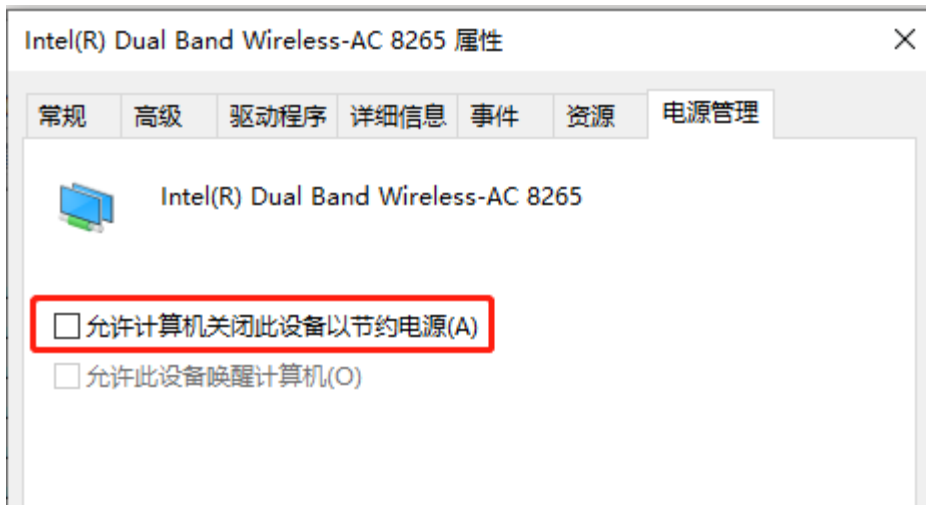 Intel(R) Dual Band Wireless-AC 8265 属性
常规 高级 驱动程序 详细信息 事件 资源 电源管理
Intel(R) Dual Band Wireless-AC 8265
允许计算机关闭此设备以节约电源(A)
允许此设备唤醒计算机(O)